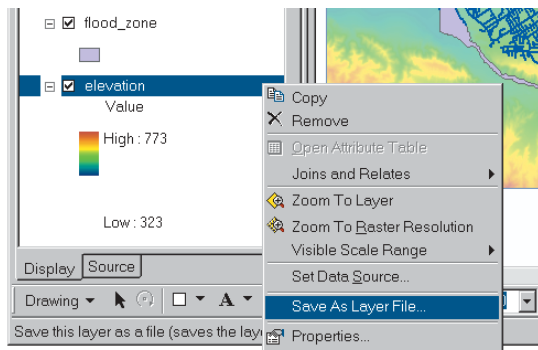 flood_zone
elevation
Value
High : 773
Low : 323
Display Source
Drawing A
Save this layer as a file (saves the lay
Copy
Remove
Open Attribute Table
Joins and Relates
Zoom To Layer
Zoom To Raster Resolution
Visible Scale Range
Set Data Source...
Save As Layer File...
Properties...